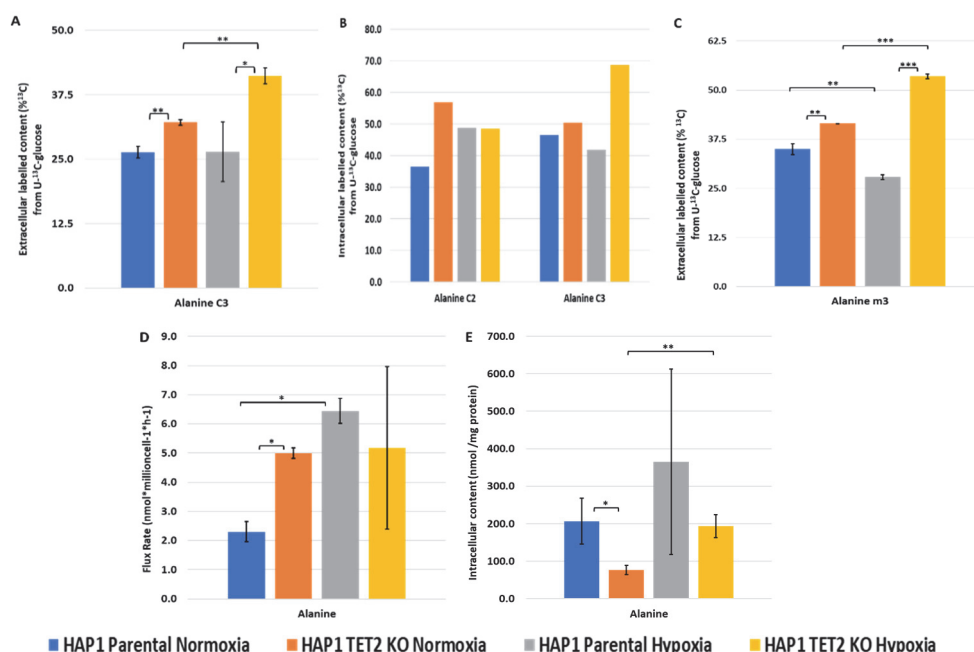 A
Extracellular labelled content (%¹³C)
from U-¹³C-glucose
50.0
37.5
25.0
12.5
0.0
**
**
*
Alanine C3
B
Intracellular labelled content (%¹³C)
from U-¹³C-glucose
80.0
70.0
60.0
50.0
40.0
30.0
20.0
10.0
0.0
Alanine C2
Alanine C3
C
Extracellular labelled content (% ¹³C)
from U-¹³C-glucose
62.5
50.0
37.5
25.0
12.5
0.0
***
**
**
***
Alanine m3
D
Flux Rate (nmol*millioncell-1*h-1)
9.0
8.0
7.0
6.0
5.0
4.0
3.0
2.0
1.0
0.0
*
*
Alanine
E
Intracellular content (nmol /mg protein)
700.0
600.0
500.0
400.0
300.0
200.0
100.0
0.0
**
*
Alanine
HAP1 Parental Normoxia
HAP1 TET2 KO Normoxia
HAP1 Parental Hypoxia
HAP1 TET2 KO Hypoxia